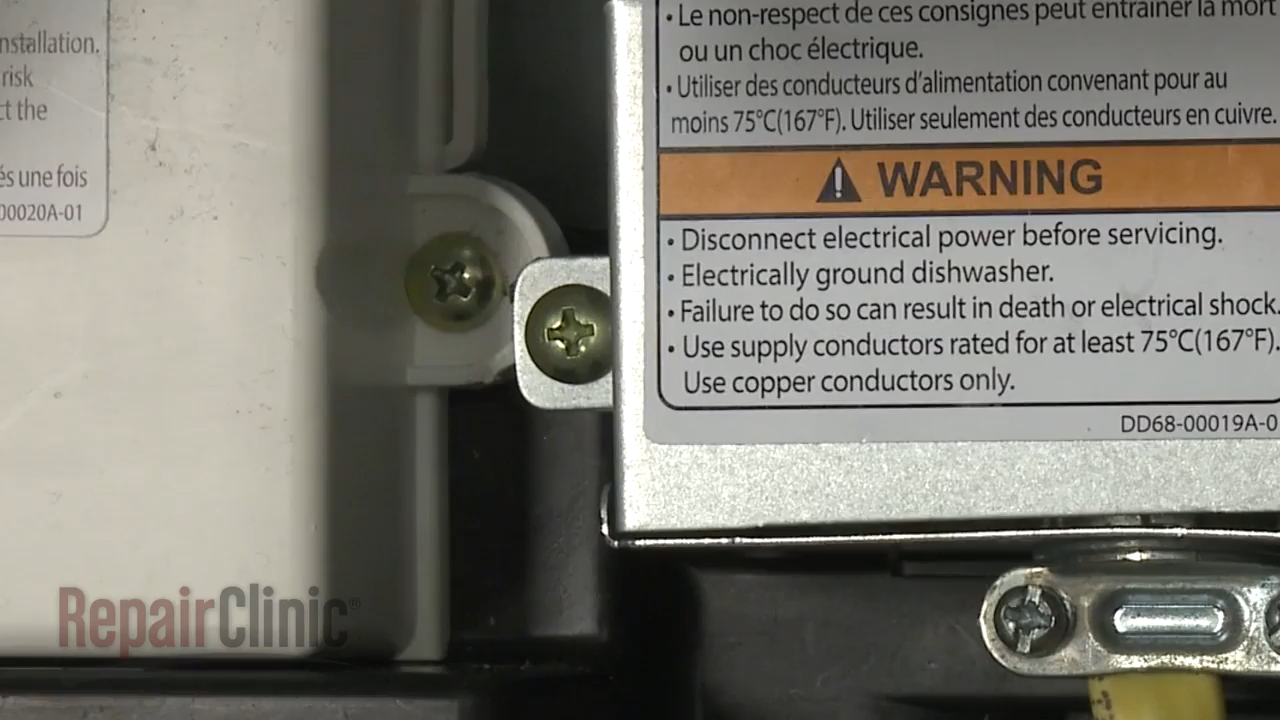 nstallation.
risk
ct the
és une fois
00020A-01
• Le non-respect de ces consignes peut entraîner la mort
ou un choc électrique.
• Utiliser des conducteurs d'alimentation convenant pour au
moins 75°C(167°F). Utiliser seulement des conducteurs en cuivre.
WARNING
• Disconnect electrical power before servicing.
• Electrically ground dishwasher.
• Failure to do so can result in death or electrical shock.
• Use supply conductors rated for at least 75°C(167°F).
Use copper conductors only.
DD68-00019A-0
RepairClinic®